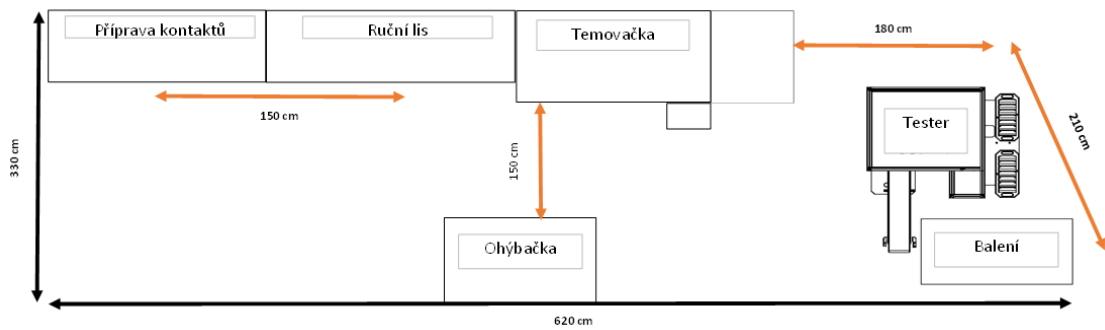 Příprava kontaktů
Ruční lis
Temovačka
180 cm
150 cm
Tester
210 cm
330 cm
150 cm
Ohýbačka
Balení
620 cm